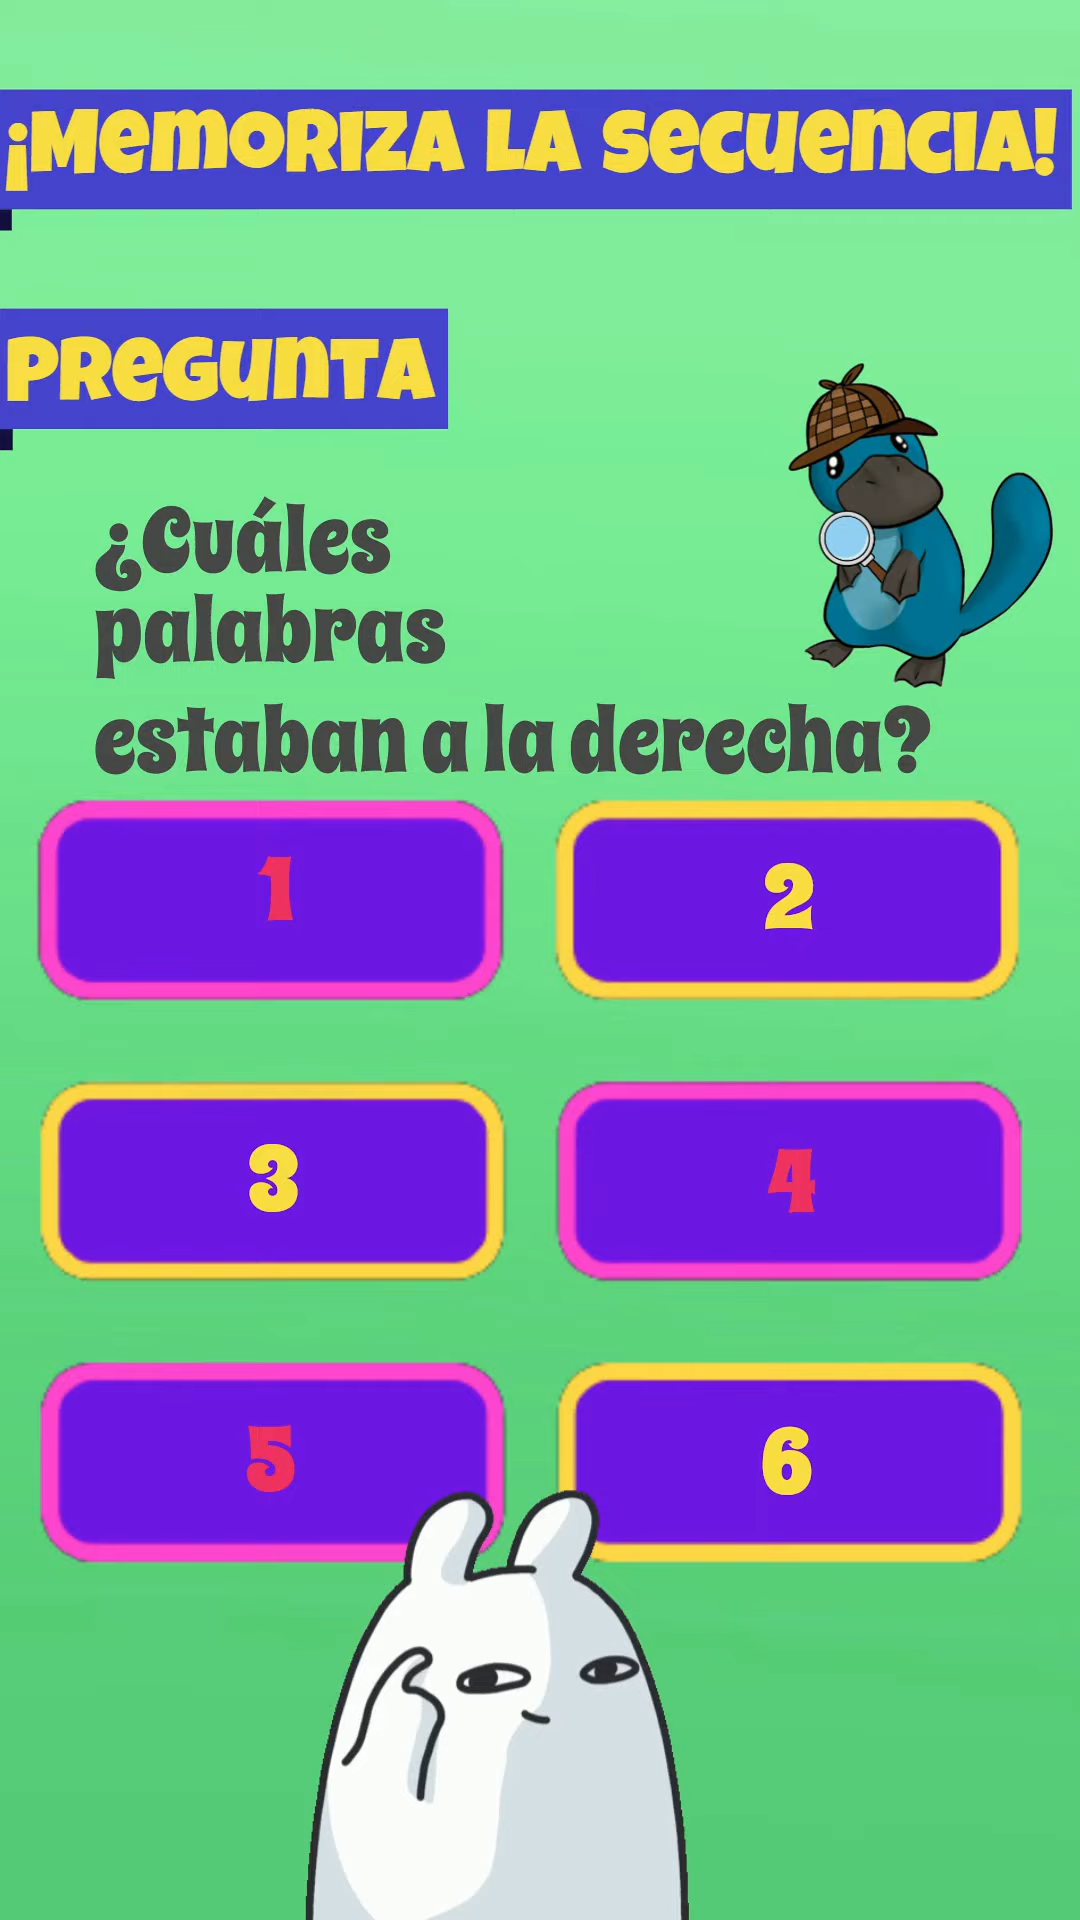 ¡Memoriza la secuencia!
Pregunta
¿Cuáles
palabras
estaban a la derecha?
1
2
3
4
5
6